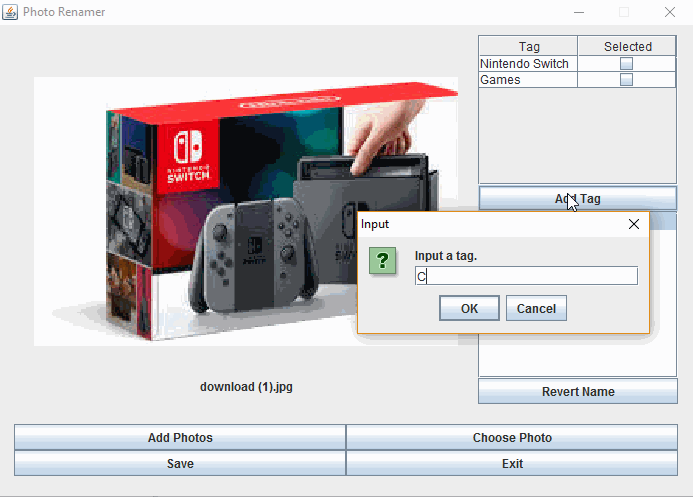 Photo Renamer
Tag Selected
Nintendo Switch
Games
NINTENDO
SWITCH
Add Tag
Input
Input a tag.
C
OK Cancel
download (1).jpg
Revert Name
Add Photos Choose Photo
Save Exit